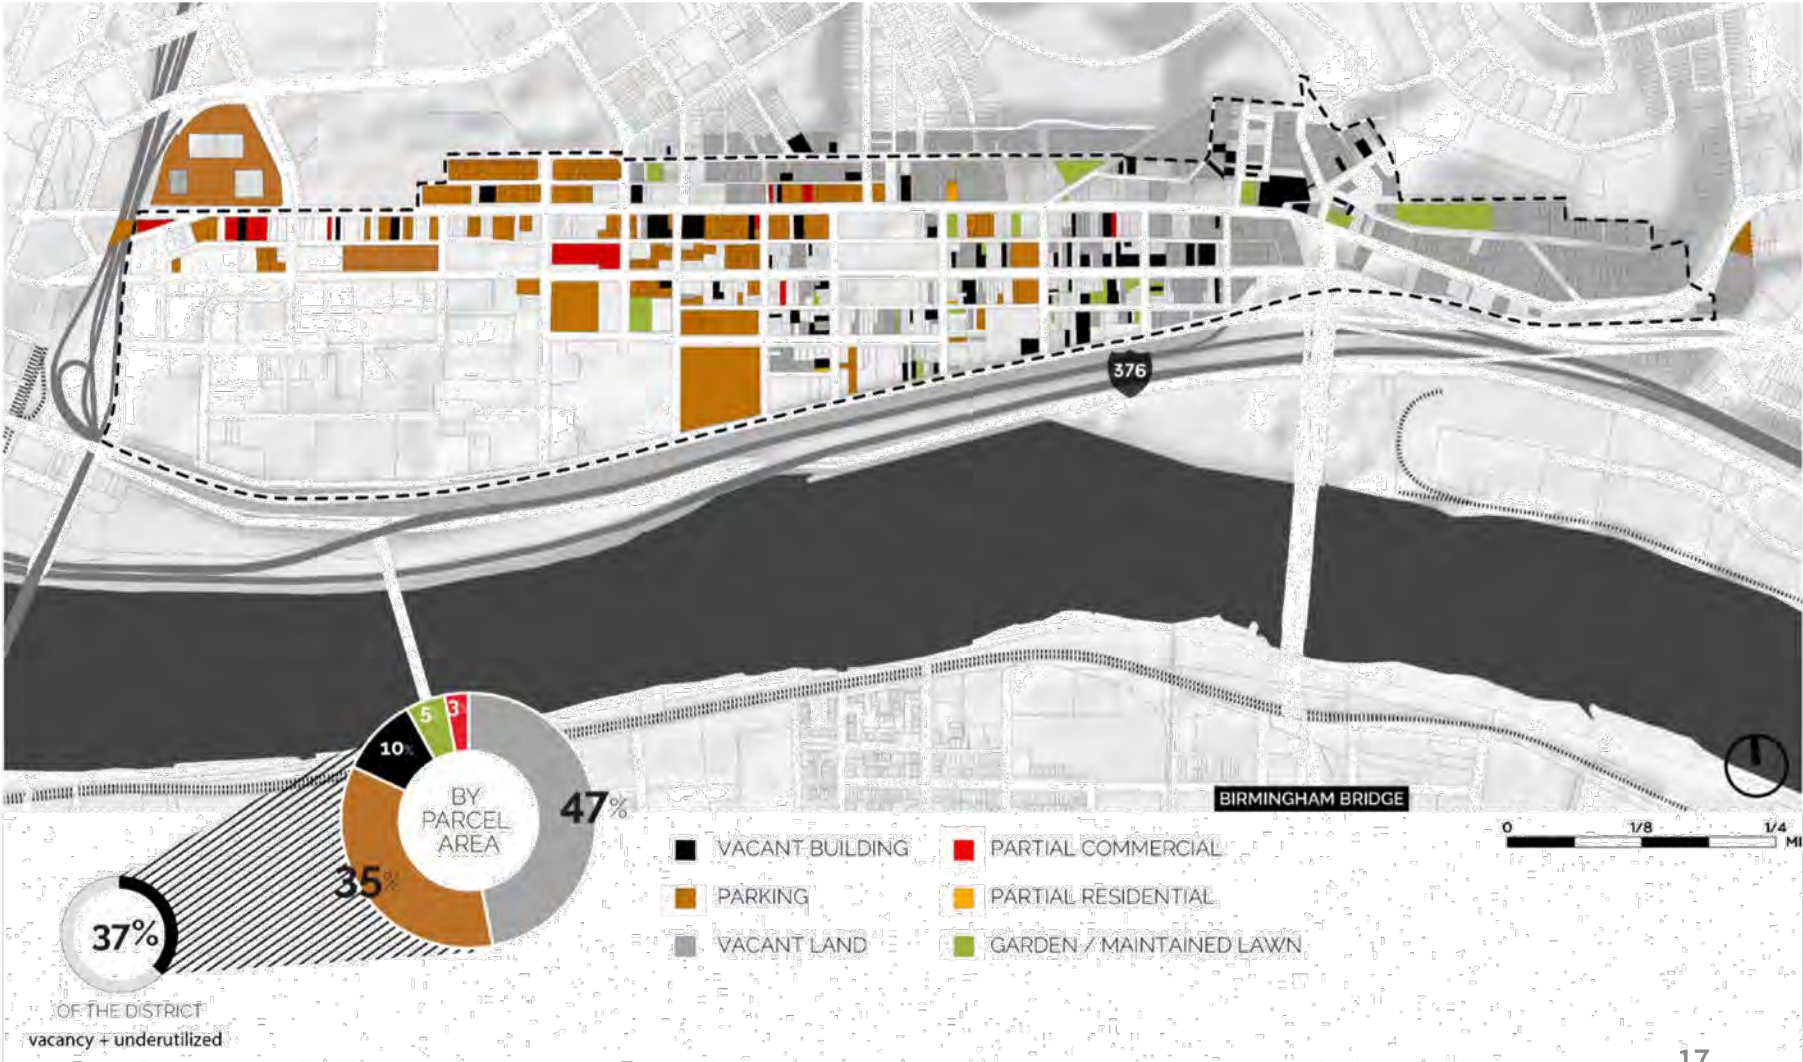 376
5%
3%
10%
BY
PARCEL
AREA
47%
35%
37%
OF THE DISTRICT
vacancy + underutilized
VACANT BUILDING
PARKING
VACANT LAND
PARTIAL COMMERCIAL
PARTIAL RESIDENTIAL
GARDEN / MAINTAINED LAWN
BIRMINGHAM BRIDGE
0 1/8 1/4
MI
17